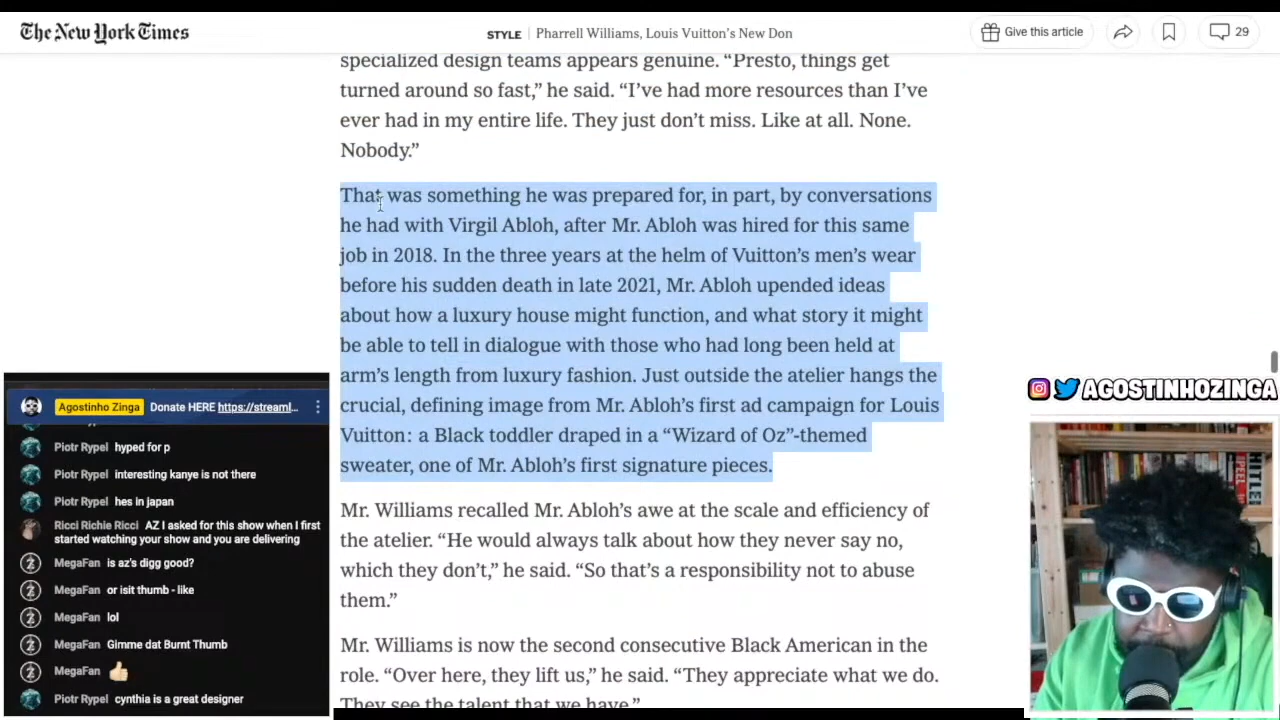 The New York Times
STYLE | Pharrell Williams, Louis Vuitton's New Don
Give this article
29
specialized design teams appears genuine. “Presto, things get
turned around so fast,” he said. “I’ve had more resources than I’ve
ever had in my entire life. They just don’t miss. Like at all. None.
Nobody.”
That was something he was prepared for, in part, by conversations
he had with Virgil Abloh, after Mr. Abloh was hired for this same
job in 2018. In the three years at the helm of Vuitton’s men’s wear
before his sudden death in late 2021, Mr. Abloh upended ideas
about how a luxury house might function, and what story it might
be able to tell in dialogue with those who had long been held at
arm’s length from luxury fashion. Just outside the atelier hangs the
crucial, defining image from Mr. Abloh’s first ad campaign for Louis
Vuitton: a Black toddler draped in a “Wizard of Oz”-themed
sweater, one of Mr. Abloh’s first signature pieces.
Mr. Williams recalled Mr. Abloh’s awe at the scale and efficiency of
the atelier. “He would always talk about how they never say no,
which they don’t,” he said. “So that’s a responsibility not to abuse
them.”
Mr. Williams is now the second consecutive Black American in the
role. “Over here, they lift us,” he said. “They appreciate what we do.
They see the talent that we have.”
Agostinho Zinga Donate HERE https://streaml...
Piotr Rypel hyped for p
Piotr Rypel interesting kanye is not there
Piotr Rypel hes in japan
Ricci Richie Ricci AZ I asked for this show when I first
started watching your show and you are delivering
MegaFan is az's digg good?
MegaFan or isit thumb - like
MegaFan lol
MegaFan Gimme dat Burnt Thumb
MegaFan 👍
Piotr Rypel cynthia is a great designer
AGOSTINHOZINGA